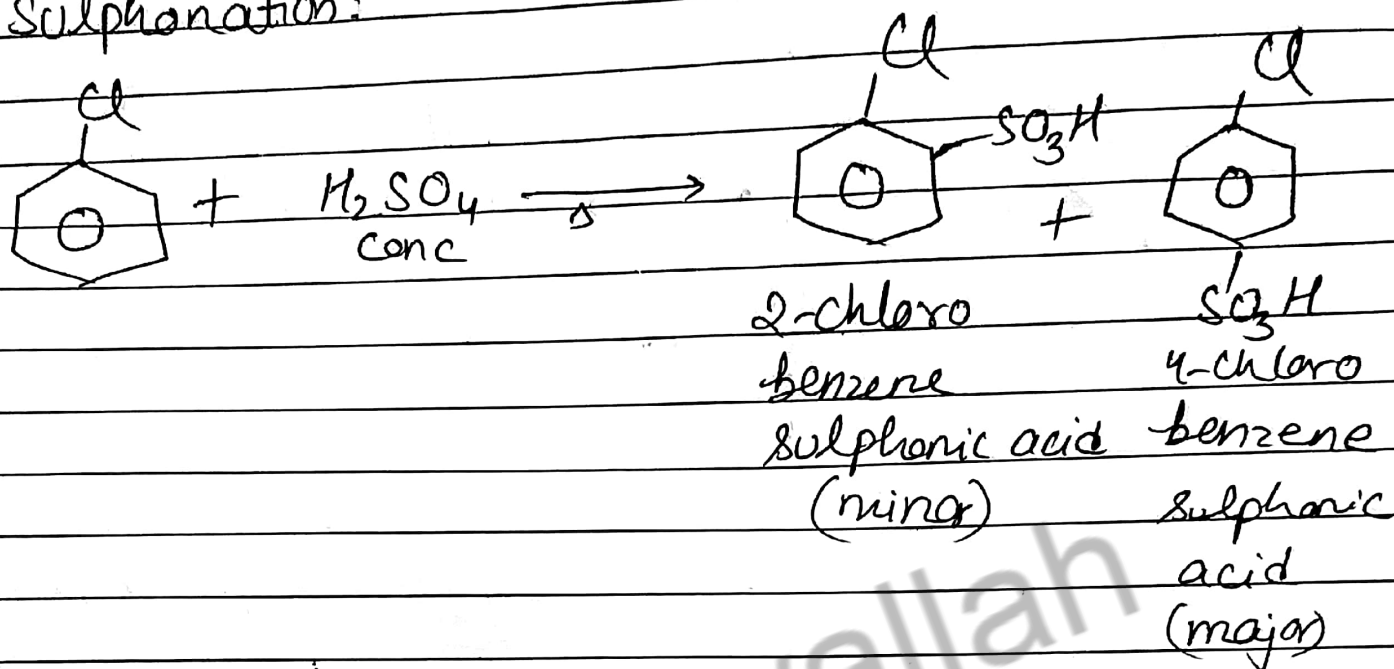 Sulphonation:
Cl
+ H₂SO₄ conc Δ →
Cl
SO₃H
+
Cl
SO₃H
2-chloro
benzene
sulphonic acid
(minor)
4-chloro
benzene
sulphonic
acid
(major)
allah